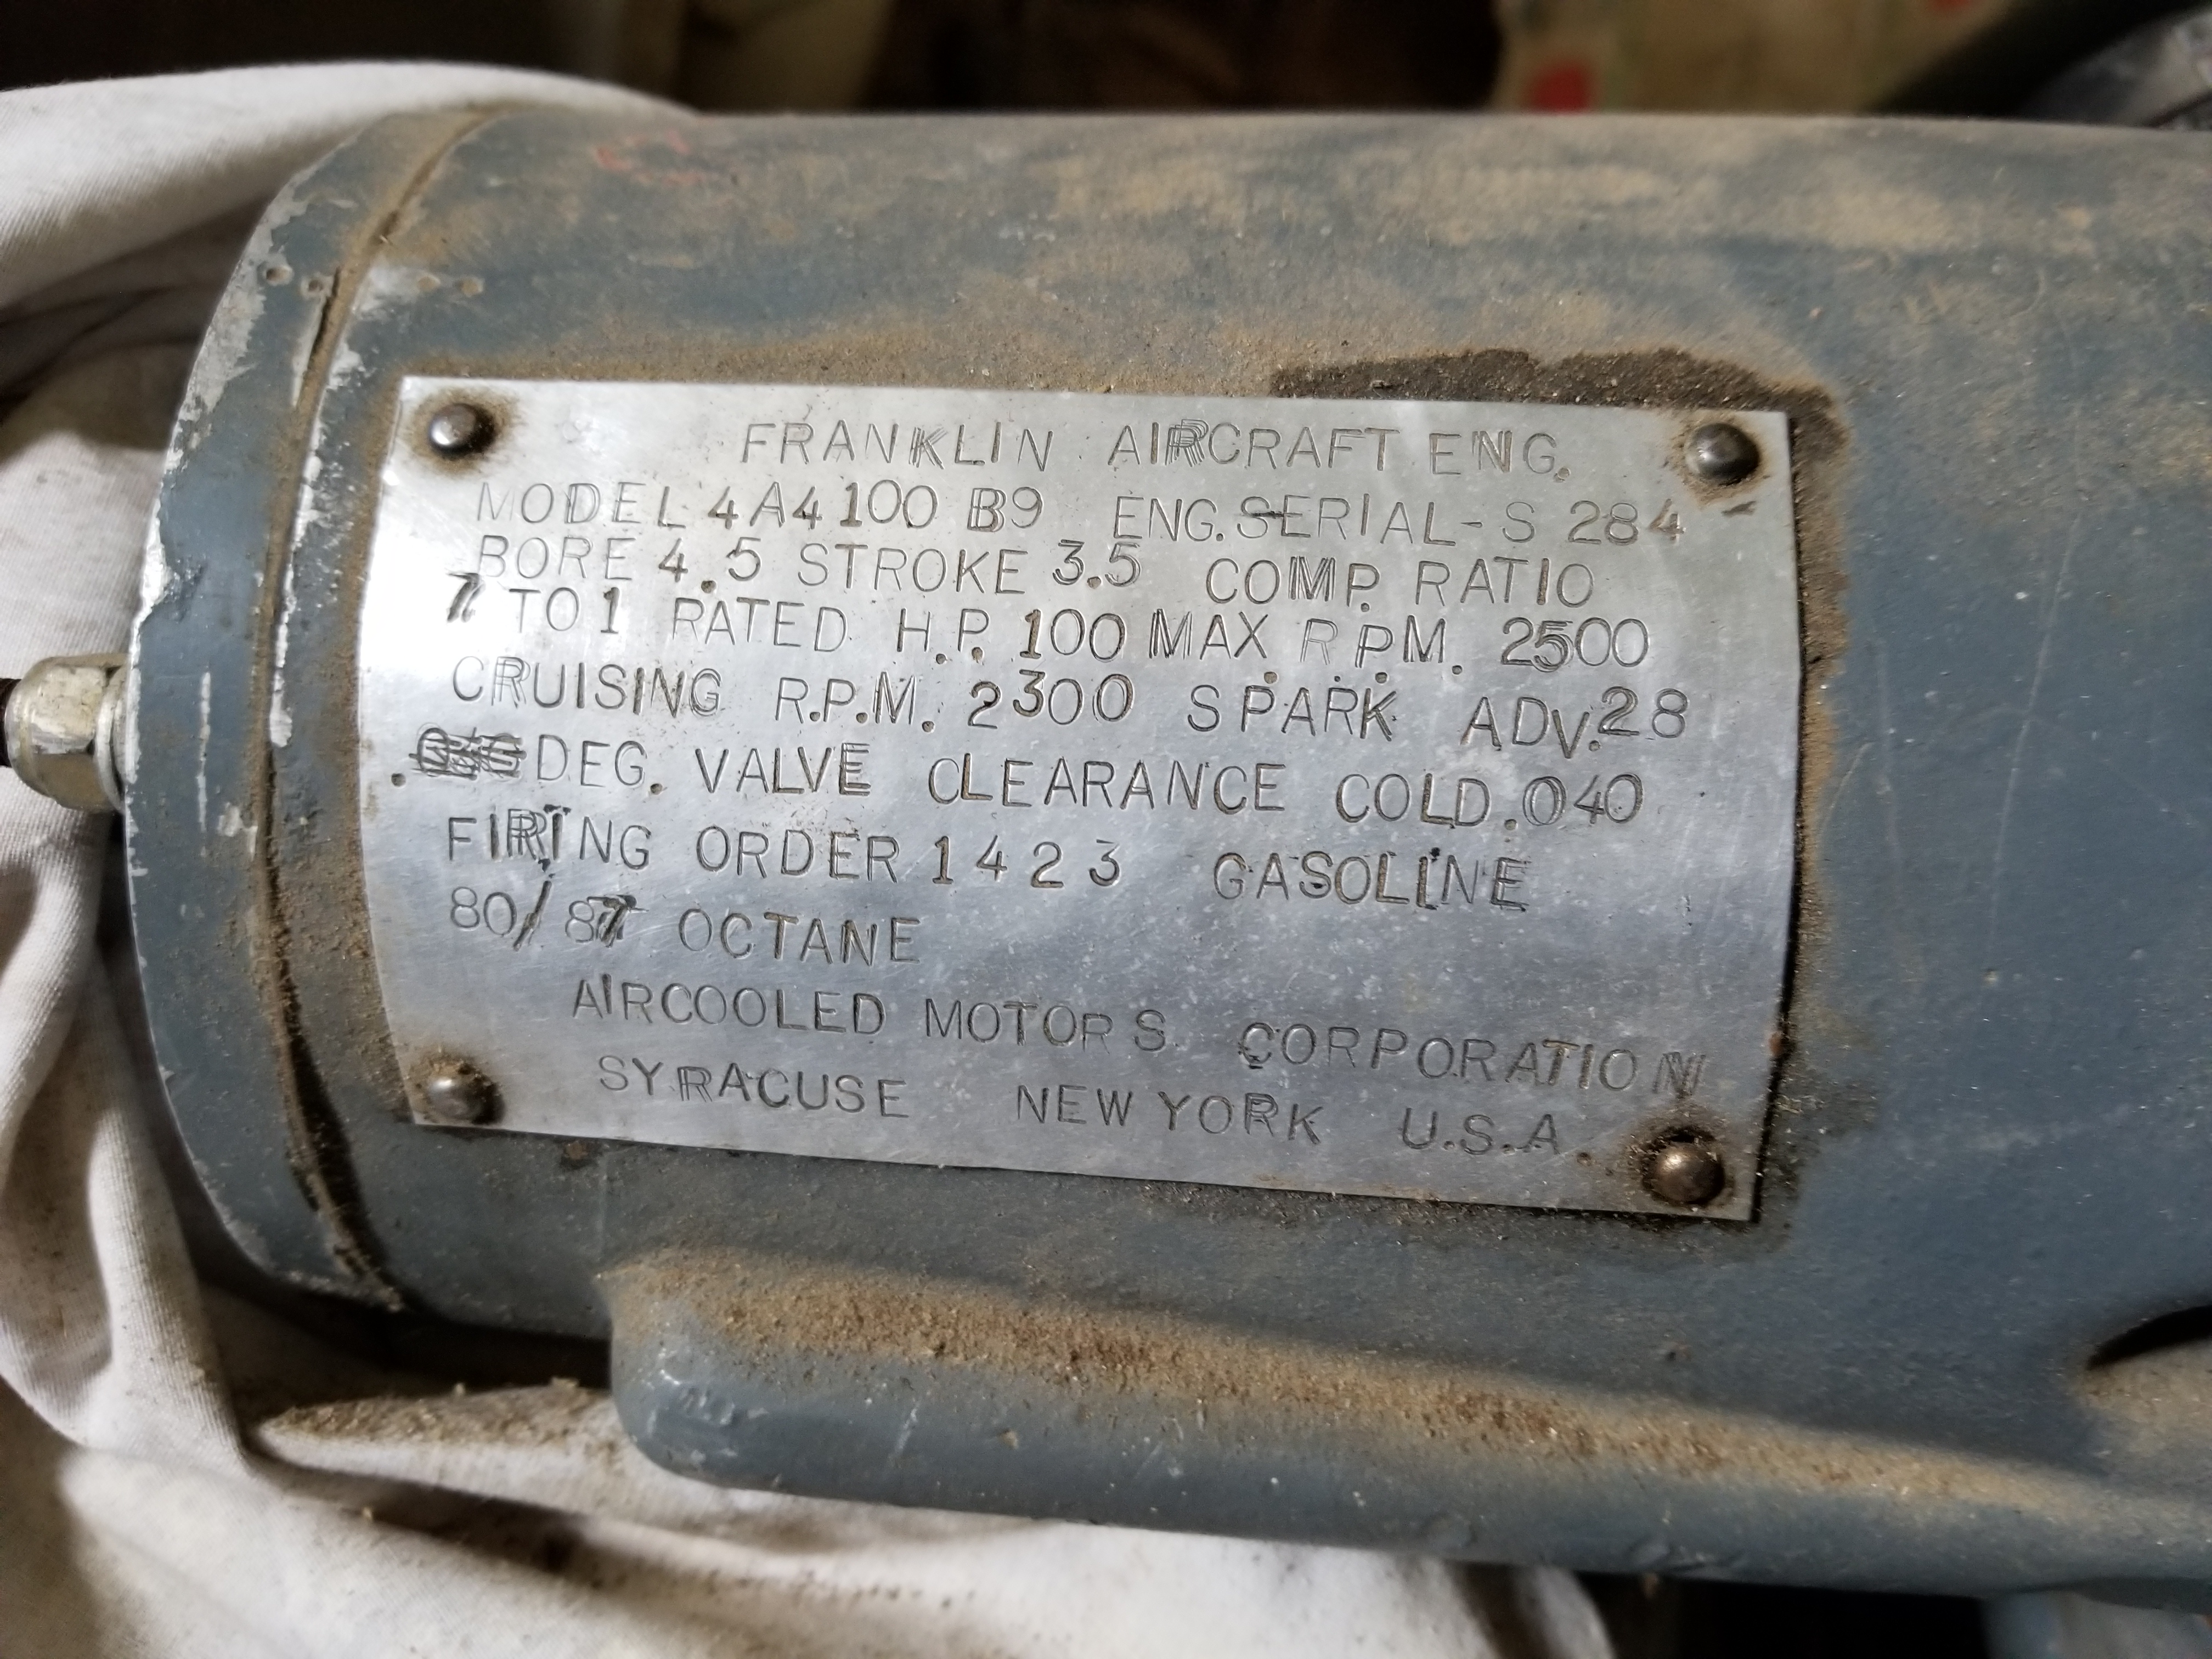 FRANKLIN AIRCRAFT ENG.
MODEL 4A4100 B9 ENG. SERIAL - S 284
BORE 4.5 STROKE 3.5 COMP. RATIO
7 TO 1 RATED H.P. 100 MAX. R.P.M. 2500
CRUISING R.P.M. 2300 SPARK ADV. 28
DEG. VALVE CLEARANCE COLD .040
FIRING ORDER 1 4 2 3 GASOLINE
80/87 OCTANE
AIRCOOLED MOTORS CORPORATION
SYRACUSE NEW YORK U.S.A.